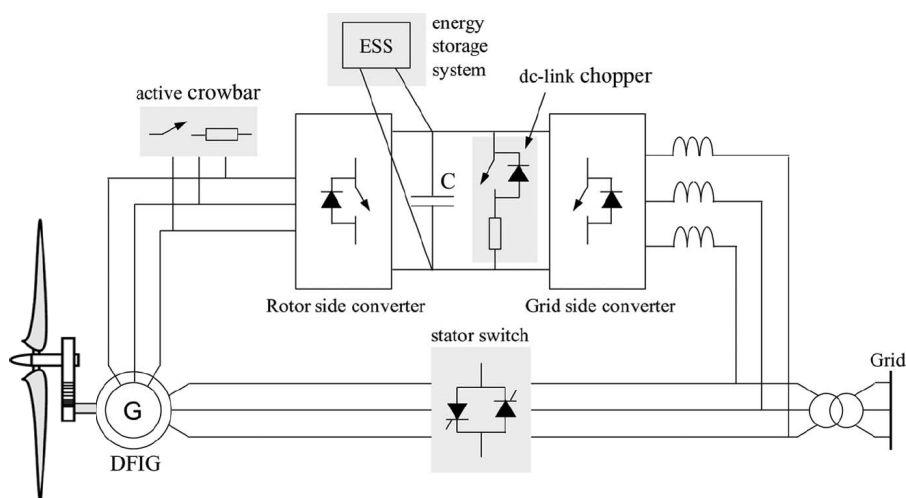 ESS
energy
storage
system
dc-link chopper
active crowbar
C
Rotor side converter
Grid side converter
stator switch
Grid
G
DFIG